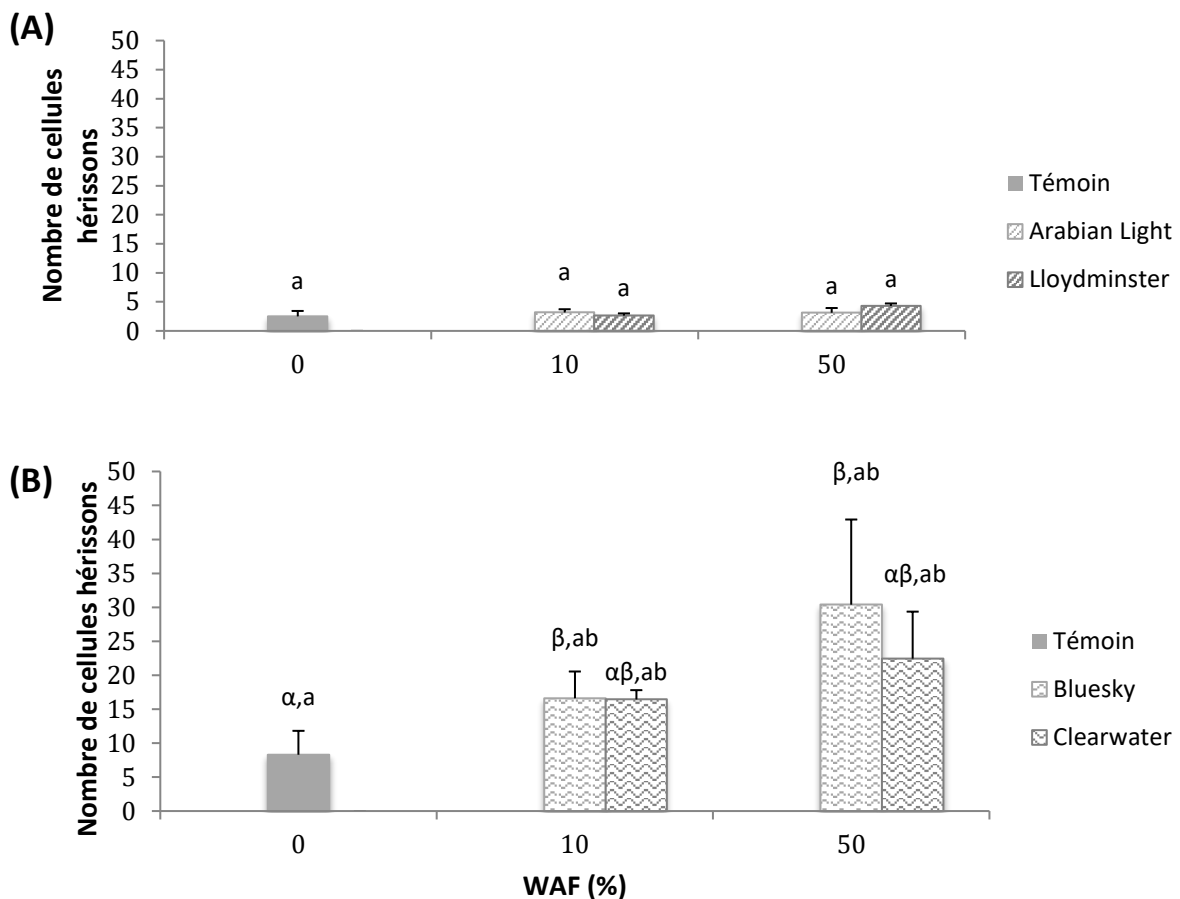 (A)
Nombre de cellules
hérissons
50
45
40
35
30
25
20
15
10
5
0
a
a
a
a
a
0
10
50
Témoin
Arabian Light
Lloydminster
(B)
Nombre de cellules hérissons
50
45
40
35
30
25
20
15
10
5
0
α,a
β,ab
αβ,ab
β,ab
αβ,ab
0
10
50
WAF (%)
Témoin
Bluesky
Clearwater